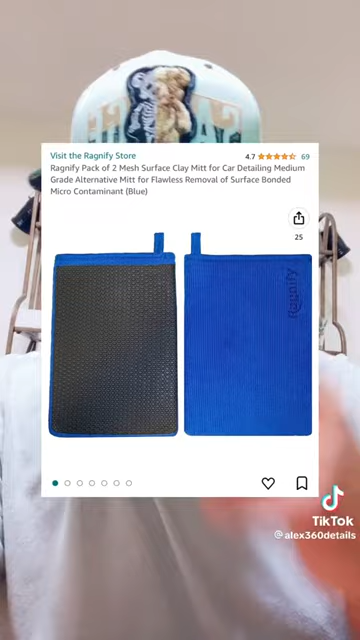 Visit the Ragnify Store
4.7
69
Ragnify Pack of 2 Mesh Surface Clay Mitt for Car Detailing Medium
Grade Alternative Mitt for Flawless Removal of Surface Bonded
Micro Contaminant (Blue)
25
Ragnify
TikTok
@alex360details